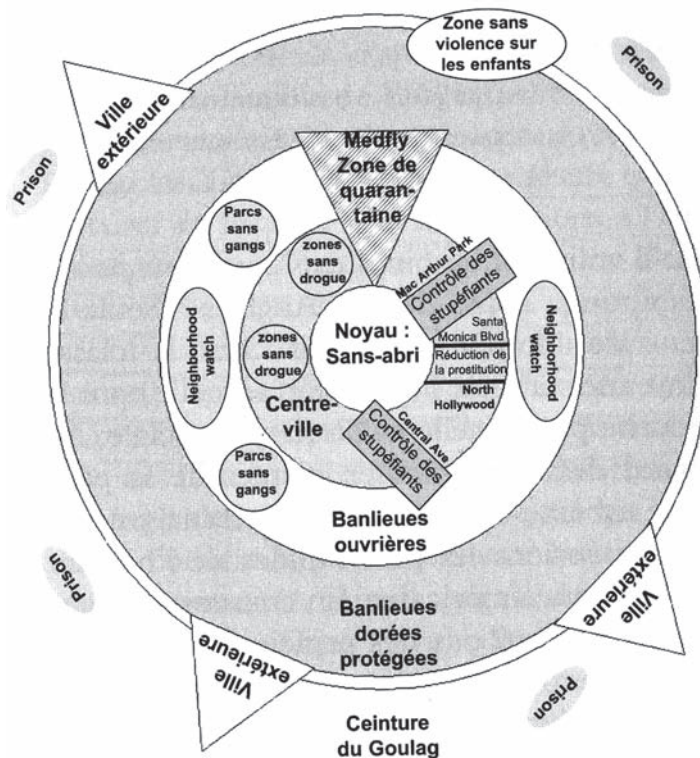 Zone sans
violence sur
les enfants
Prison
Ville
extérieure
Prison
Medfly
Zone de
quaran-
taine
Parcs
sans
gangs
zones
sans
drogue
Mac Arthur Park
Contrôle des
stupéfiants
Neighborhood
watch
zones
sans
drogue
Noyau :
Sans-abri
Santa
Monica Blvd
Réduction de
la prostitution
North
Hollywood
Neighborhood
watch
Centre-
ville
Central Ave
Contrôle des
stupéfiants
Parcs
sans
gangs
Banlieues
ouvrières
Prison
Ville
extérieure
Banlieues
dorées
protégées
Ville
extérieure
Prison
Ceinture
du Goulag